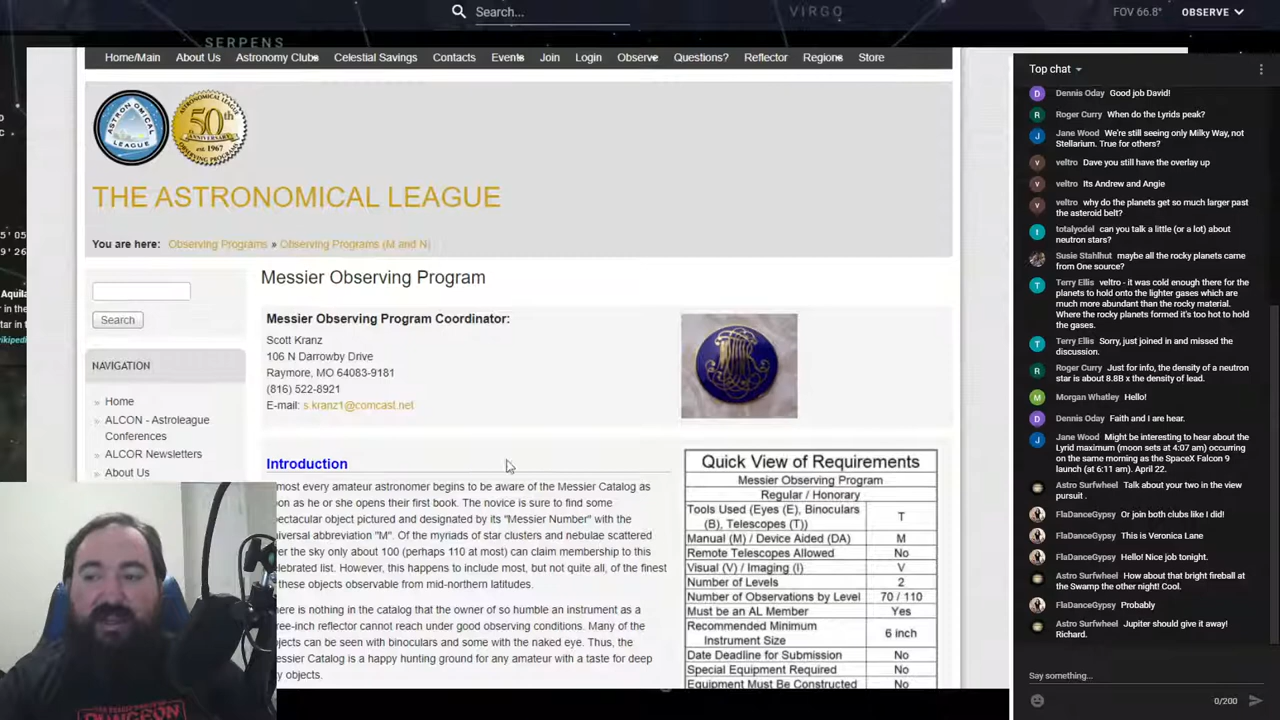 Search...
VIRGO
FOV 66.8°
OBSERVE
SERPENS
Home/Main About Us Astronomy Clubs Celestial Savings Contacts Events Join Login Observe Questions? Reflector Regions Store
ASTRONOMICAL
LEAGUE
50th
ANNIVERSARY
est. 1967
THE ASTRONOMICAL LEAGUE
You are here: Observing Programs » Observing Programs (M and N)
Search
NAVIGATION
Home
ALCON - Astroleague
Conferences
ALCOR Newsletters
About Us
5' 05
9' 26
Aquila
r in the
tar in t
wikipedi
Messier Observing Program
Messier Observing Program Coordinator:
Scott Kranz
106 N Darrowby Drive
Raymore, MO 64083-9181
(816) 522-8921
E-mail: s.kranz1@comcast.net
Introduction
most every amateur astronomer begins to be aware of the Messier Catalog as
on as he or she opens their first book. The novice is sure to find some
ectacular object pictured and designated by its "Messier Number" with the
iversal abbreviation "M". Of the myriads of star clusters and nebulae scattered
er the sky only about 100 (perhaps 110 at most) can claim membership to this
lebrated list. However, this happens to include most, but not quite all, of the finest
these objects observable from mid-northern latitudes.
ere is nothing in the catalog that the owner of so humble an instrument as a
ree-inch reflector cannot reach under good observing conditions. Many of the
jects can be seen with binoculars and some with the naked eye. Thus, the
essier Catalog is a happy hunting ground for any amateur with a taste for deep
y objects.
Quick View of Requirements
Messier Observing Program
Regular / Honorary
Tools Used (Eyes (E), Binoculars
(B), Telescopes (T)) T
Manual (M) / Device Aided (DA) M
Remote Telescopes Allowed No
Visual (V) / Imaging (I) V
Number of Levels 2
Number of Observations by Level 70 / 110
Must be an AL Member Yes
Recommended Minimum
Instrument Size 6 inch
Date Deadline for Submission No
Special Equipment Required No
Equipment Must Be Constructed No
DUNGEON
Top chat
Dennis Oday Good job David!
Roger Curry When do the Lyrids peak?
Jane Wood We're still seeing only Milky Way, not
Stellarium. True for others?
veltro Dave you still have the overlay up
veltro Its Andrew and Angie
veltro why do the planets get so much larger past
the asteroid belt?
totalyodel can you talk a little (or a lot) about
neutron stars?
Susie Stahlhut maybe all the rocky planets came
from One source?
Terry Ellis veltro - it was cold enough there for the
planets to hold onto the lighter gases which are
much more abundant than the rocky material.
Where the rocky planets formed it's too hot to hold
the gases.
Terry Ellis Sorry, just joined in and missed the
discussion.
Roger Curry Just for info, the density of a neutron
star is about 8.8B x the density of lead.
Morgan Whatley Hello!
Dennis Oday Faith and I are hear.
Jane Wood Might be interesting to hear about the
Lyrid maximum (moon sets at 4:07 am) occurring
on the same morning as the SpaceX Falcon 9
launch (at 6:11 am). April 22.
Astro Surfwheel Talk about your two in the view
pursuit .
FlaDanceGypsy Or join both clubs like I did!
FlaDanceGypsy This is Veronica Lane
FlaDanceGypsy Hello! Nice job tonight.
Astro Surfwheel How about that bright fireball at
the Swamp the other night! Cool.
FlaDanceGypsy Probably
Astro Surfwheel Jupiter should give it away!
Richard.
Say something...
0/200